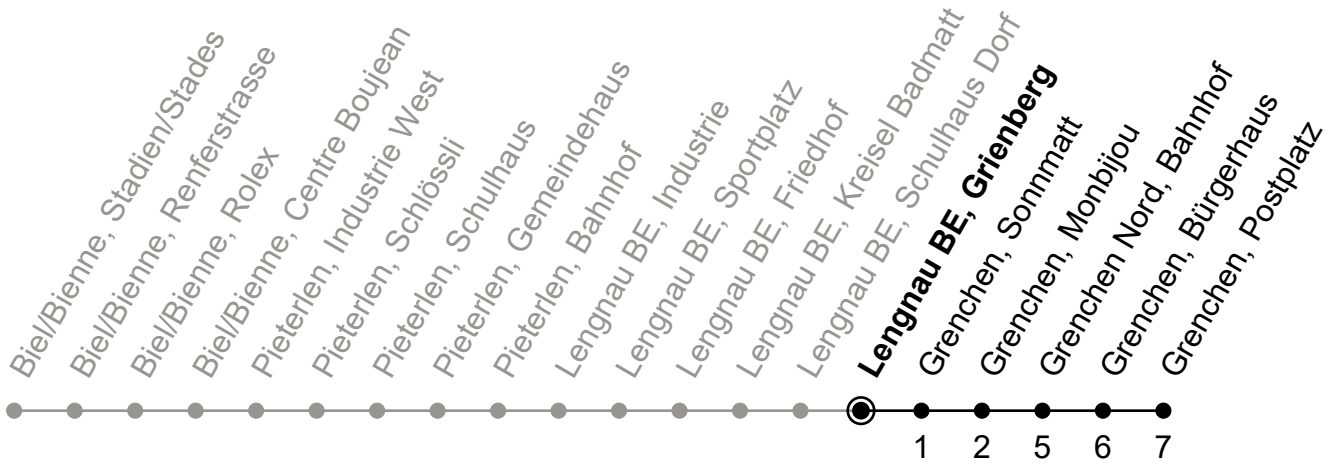 Biel/Bienne, Stadien/Stades
Biel/Bienne, Renferstrasse
Biel/Bienne, Rolex
Biel/Bienne, Centre Boujean
Pieterlen, Industrie West
Pieterlen, Schlössli
Pieterlen, Schulhaus
Pieterlen, Gemeindehaus
Pieterlen, Bahnhof
Lengnau BE, Industrie
Lengnau BE, Sportplatz
Lengnau BE, Friedhof
Lengnau BE, Kreisel Badmatt
Lengnau BE, Schulhaus Dorf
Lengnau BE, Grienberg
Grenchen, Sonnmatt
Grenchen, Monbijou
Grenchen Nord, Bahnhof
Grenchen, Bürgerhaus
Grenchen, Postplatz
1 2 5 6 7